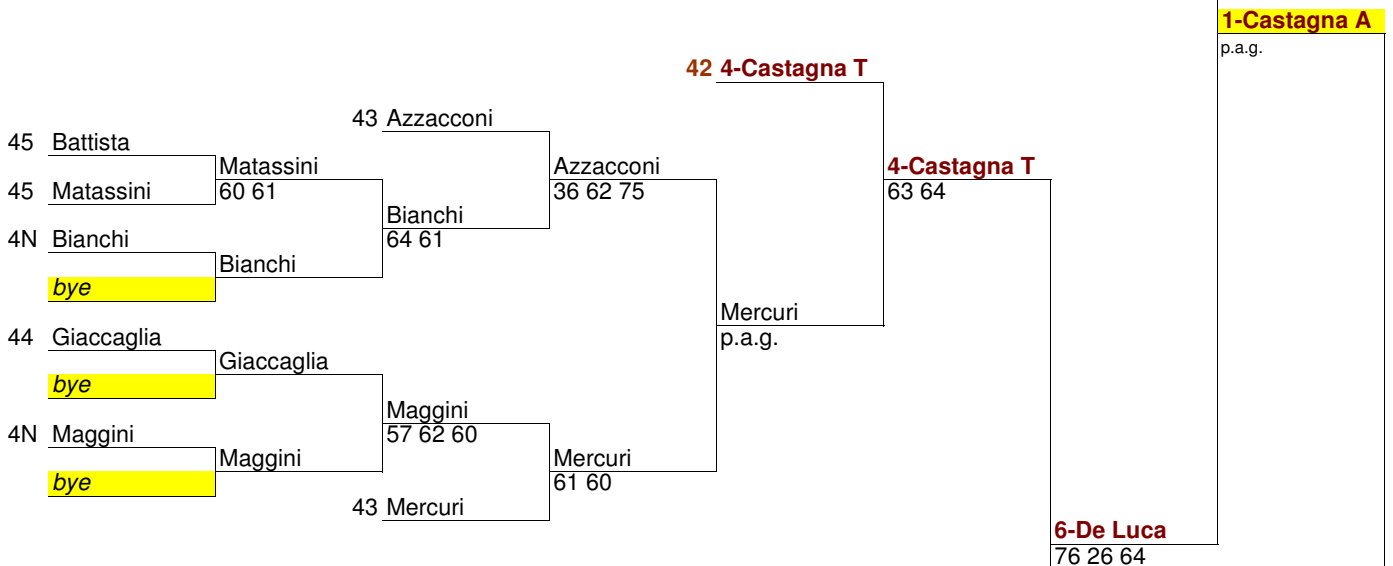 1-Castagna A
p.a.g.
42 4-Castagna T
43 Azzacconi
45 Battista
Matassini
Azzacconi
4-Castagna T
45 Matassini
60 61
36 62 75
63 64
Bianchi
4N Bianchi
64 61
Bianchi
bye
Mercuri
44 Giaccaglia
p.a.g.
Giaccaglia
bye
Maggini
4N Maggini
57 62 60
Maggini
Mercuri
bye
61 60
43 Mercuri
6-De Luca
76 26 64